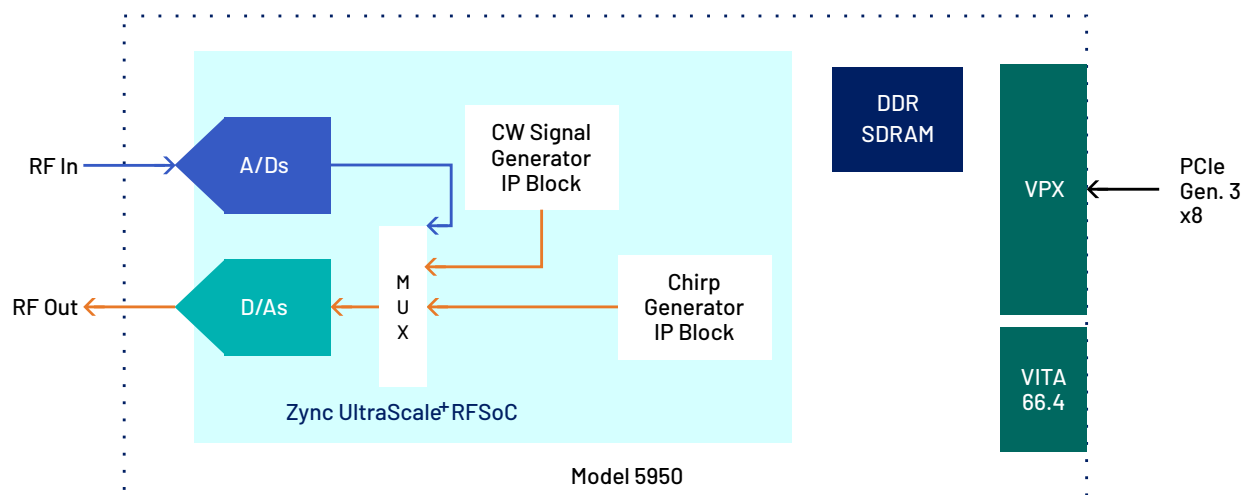 RF In
A/Ds
CW Signal
Generator
IP Block
DDR
SDRAM
VPX
PCIe
Gen. 3
x8
RF Out
D/As
M
U
X
Chirp
Generator
IP Block
VITA
66.4
Zync UltraScale+ RFSoC
Model 5950